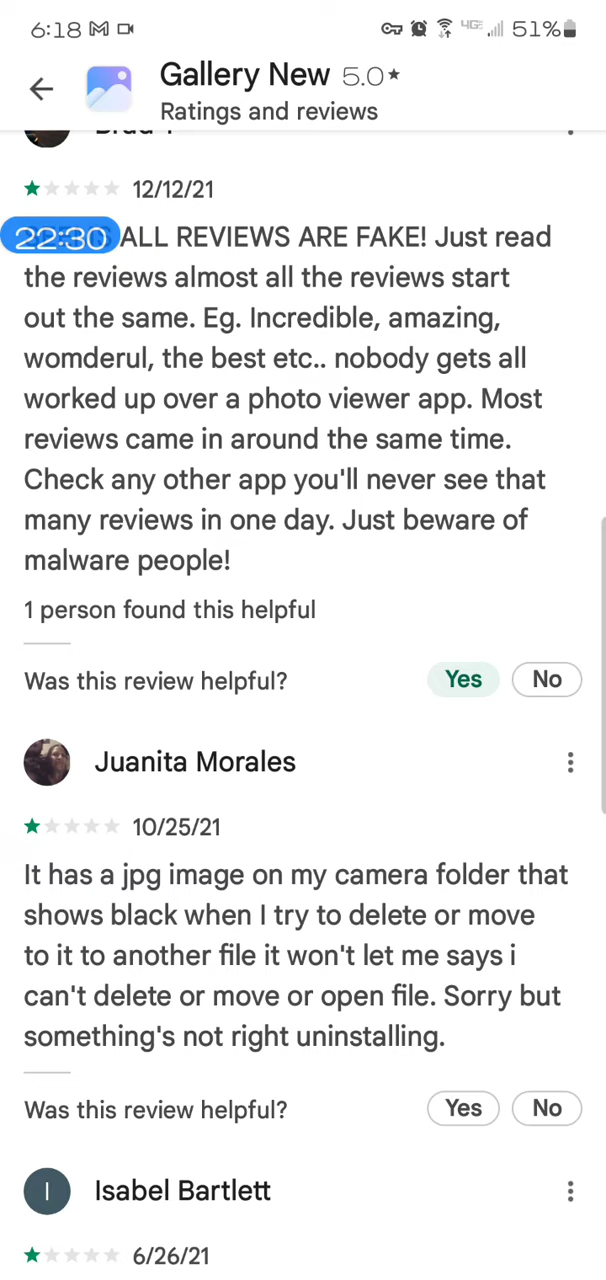 6:18 4GE 51%
Gallery New 5.0★
Ratings and reviews
12/12/21
22:30 ALL REVIEWS ARE FAKE! Just read
the reviews almost all the reviews start
out the same. Eg. Incredible, amazing,
womderul, the best etc.. nobody gets all
worked up over a photo viewer app. Most
reviews came in around the same time.
Check any other app you'll never see that
many reviews in one day. Just beware of
malware people!
1 person found this helpful
Was this review helpful? Yes No
Juanita Morales
10/25/21
It has a jpg image on my camera folder that
shows black when I try to delete or move
to it to another file it won't let me says i
can't delete or move or open file. Sorry but
something's not right uninstalling.
Was this review helpful? Yes No
I Isabel Bartlett
6/26/21